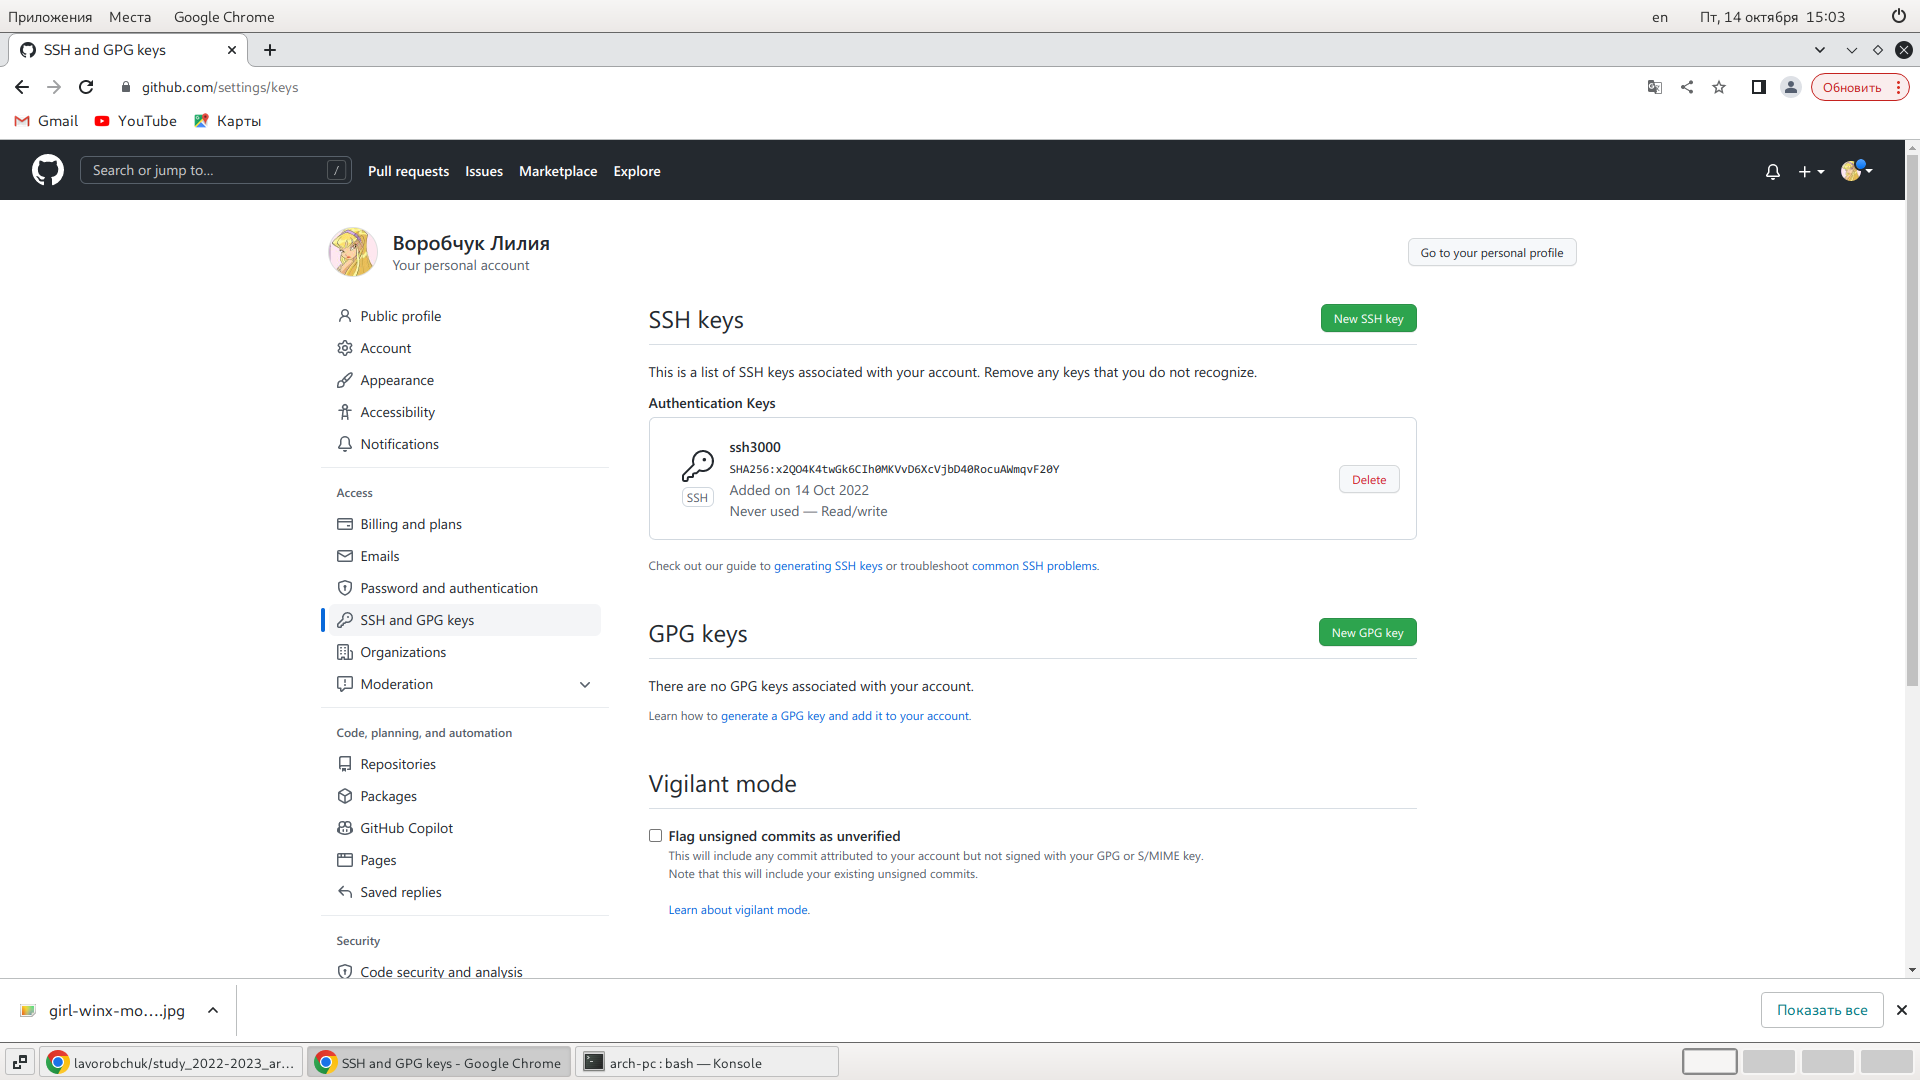 Приложения Места Google Chrome en Пт, 14 октября 15:03
SSH and GPG keys
github.com/settings/keys Обновить
Gmail YouTube Карты
Search or jump to... / Pull requests Issues Marketplace Explore
Воробчук Лилия
Your personal account
Go to your personal profile
Public profile
Account
Appearance
Accessibility
Notifications
Access
Billing and plans
Emails
Password and authentication
SSH and GPG keys
Organizations
Moderation
Code, planning, and automation
Repositories
Packages
GitHub Copilot
Pages
Saved replies
Security
Code security and analysis
SSH keys
New SSH key
This is a list of SSH keys associated with your account. Remove any keys that you do not recognize.
Authentication Keys
ssh3000
SHA256:x2QO4K4twGk6CIh0MKVvD6XcVjbD40RocuAWmqvF20Y
SSH
Added on 14 Oct 2022
Never used — Read/write
Delete
Check out our guide to generating SSH keys or troubleshoot common SSH problems.
GPG keys
New GPG key
There are no GPG keys associated with your account.
Learn how to generate a GPG key and add it to your account.
Vigilant mode
Flag unsigned commits as unverified
This will include any commit attributed to your account but not signed with your GPG or S/MIME key.
Note that this will include your existing unsigned commits.
Learn about vigilant mode.
girl-winx-mo....jpg
Показать все
lavorobchuk/study_2022-2023_ar... SSH and GPG keys - Google Chrome arch-pc : bash — Konsole